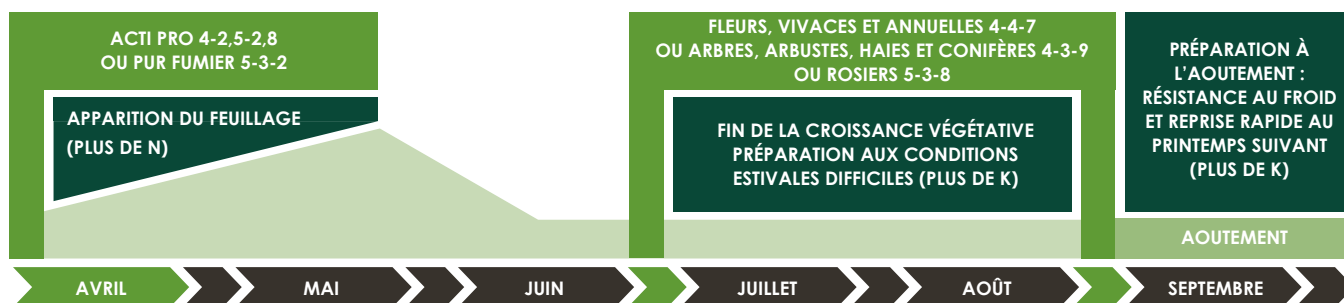 ACTI PRO 4-2,5-2,8
OU PUR FUMIER 5-3-2
APPARITION DU FEUILLAGE
(PLUS DE N)
FLEURS, VIVACES ET ANNUELLES 4-4-7
OU ARBRES, ARBUSTES, HAIES ET CONIFÈRES 4-3-9
OU ROSIERS 5-3-8
FIN DE LA CROISSANCE VÉGÉTATIVE
PRÉPARATION AUX CONDITIONS
ESTIVALES DIFFICILES (PLUS DE K)
PRÉPARATION À
L'AOUTEMENT :
RÉSISTANCE AU FROID
ET REPRISE RAPIDE AU
PRINTEMPS SUIVANT
(PLUS DE K)
AOUTEMENT
AVRIL
MAI
JUIN
JUILLET
AOÛT
SEPTEMBRE